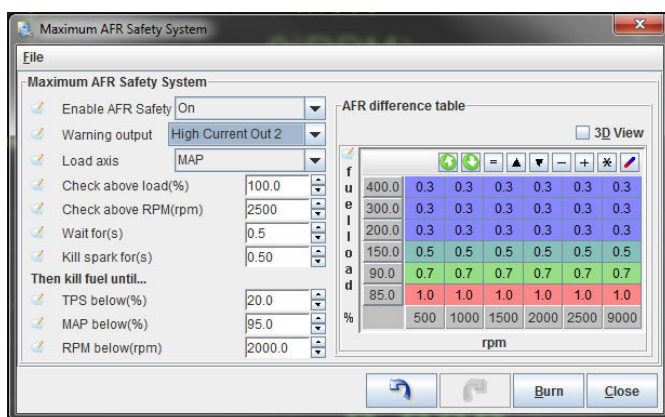 Maximum AFR Safety System
File
Maximum AFR Safety System
Enable AFR Safety On
Warning output High Current Out 2
Load axis MAP
Check above load(%) 100.0
Check above RPM(rpm) 2500
Wait for(s) 0.5
Kill spark for(s) 0.50
Then kill fuel until...
TPS below(%) 20.0
MAP below(%) 95.0
RPM below(rpm) 2000.0
AFR difference table
3D View
fuelload
%
= - + *
400.0 0.3 0.3 0.3 0.3 0.3 0.3
300.0 0.3 0.3 0.3 0.3 0.3 0.3
200.0 0.3 0.3 0.3 0.3 0.3 0.3
150.0 0.5 0.5 0.5 0.5 0.5 0.5
90.0 0.7 0.7 0.7 0.7 0.7 0.7
85.0 1.0 1.0 1.0 1.0 1.0 1.0
500 1000 1500 2000 2500 9000
rpm
Burn Close